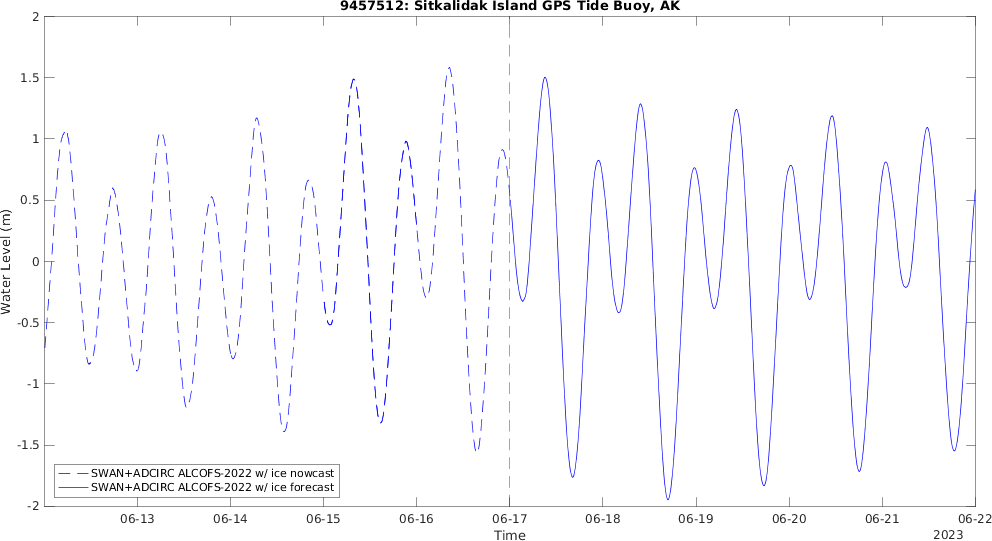 9457512: Sitkalidak Island GPS Tide Buoy, AK
2
1.5
1
0.5
0
-0.5
-1
-1.5
-2
Water Level (m)
SWAN+ADCIRC ALCOFS-2022 w/ ice nowcast
SWAN+ADCIRC ALCOFS-2022 w/ ice forecast
06-13 06-14 06-15 06-16 06-17 06-18 06-19 06-20 06-21 06-22
Time
2023